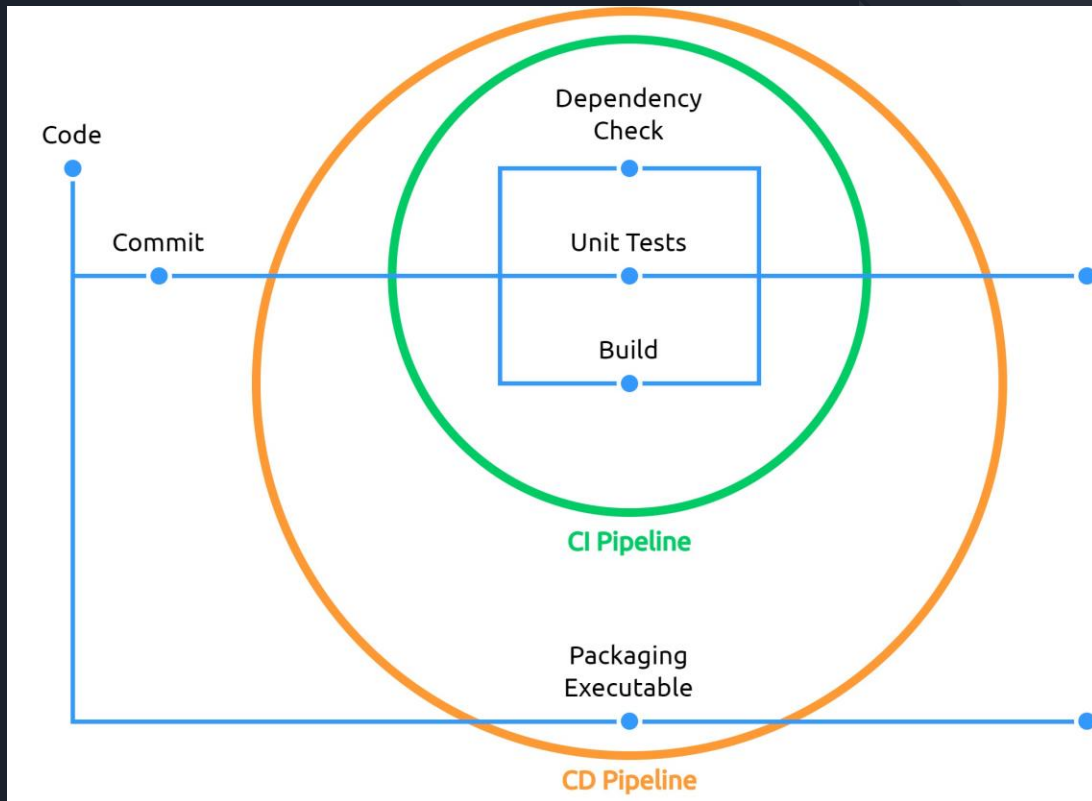 Dependency
Check
Code
Commit
Unit Tests
Build
CI Pipeline
Packaging
Executable
CD Pipeline